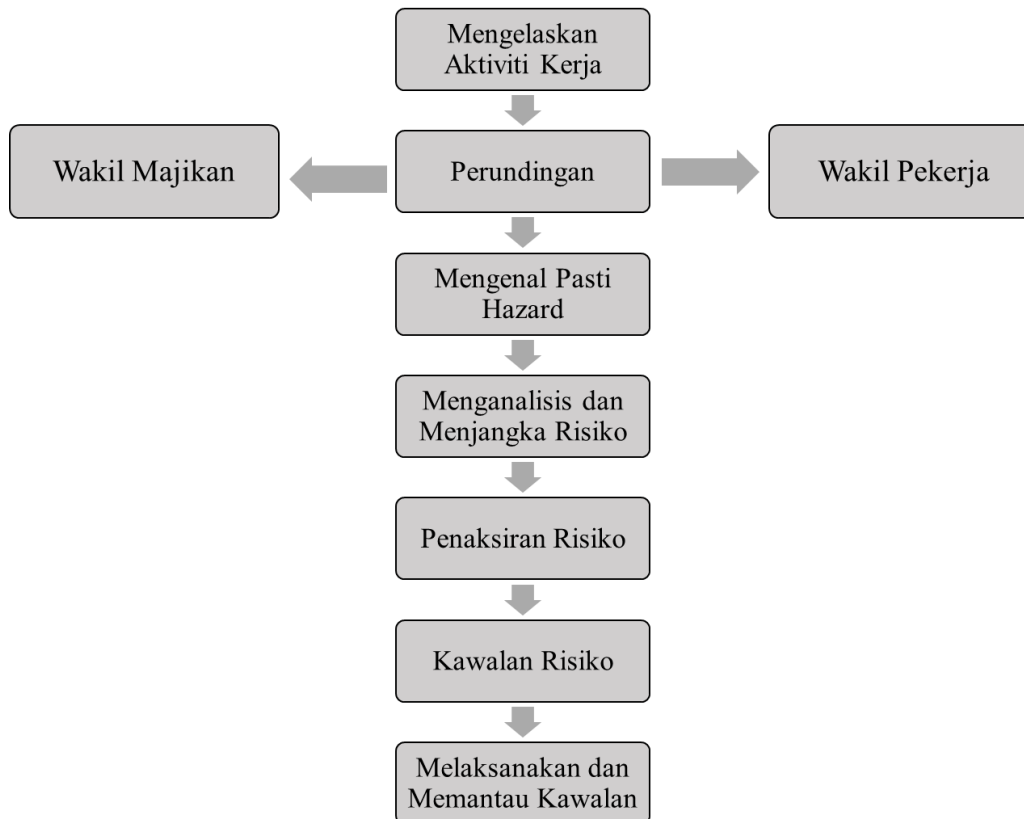 Mengelaskan
Aktiviti Kerja
Wakil Majikan
Perundingan
Wakil Pekerja
Mengenal Pasti
Hazard
Menganalisis dan
Menjangka Risiko
Penaksiran Risiko
Kawalan Risiko
Melaksanakan dan
Memantau Kawalan